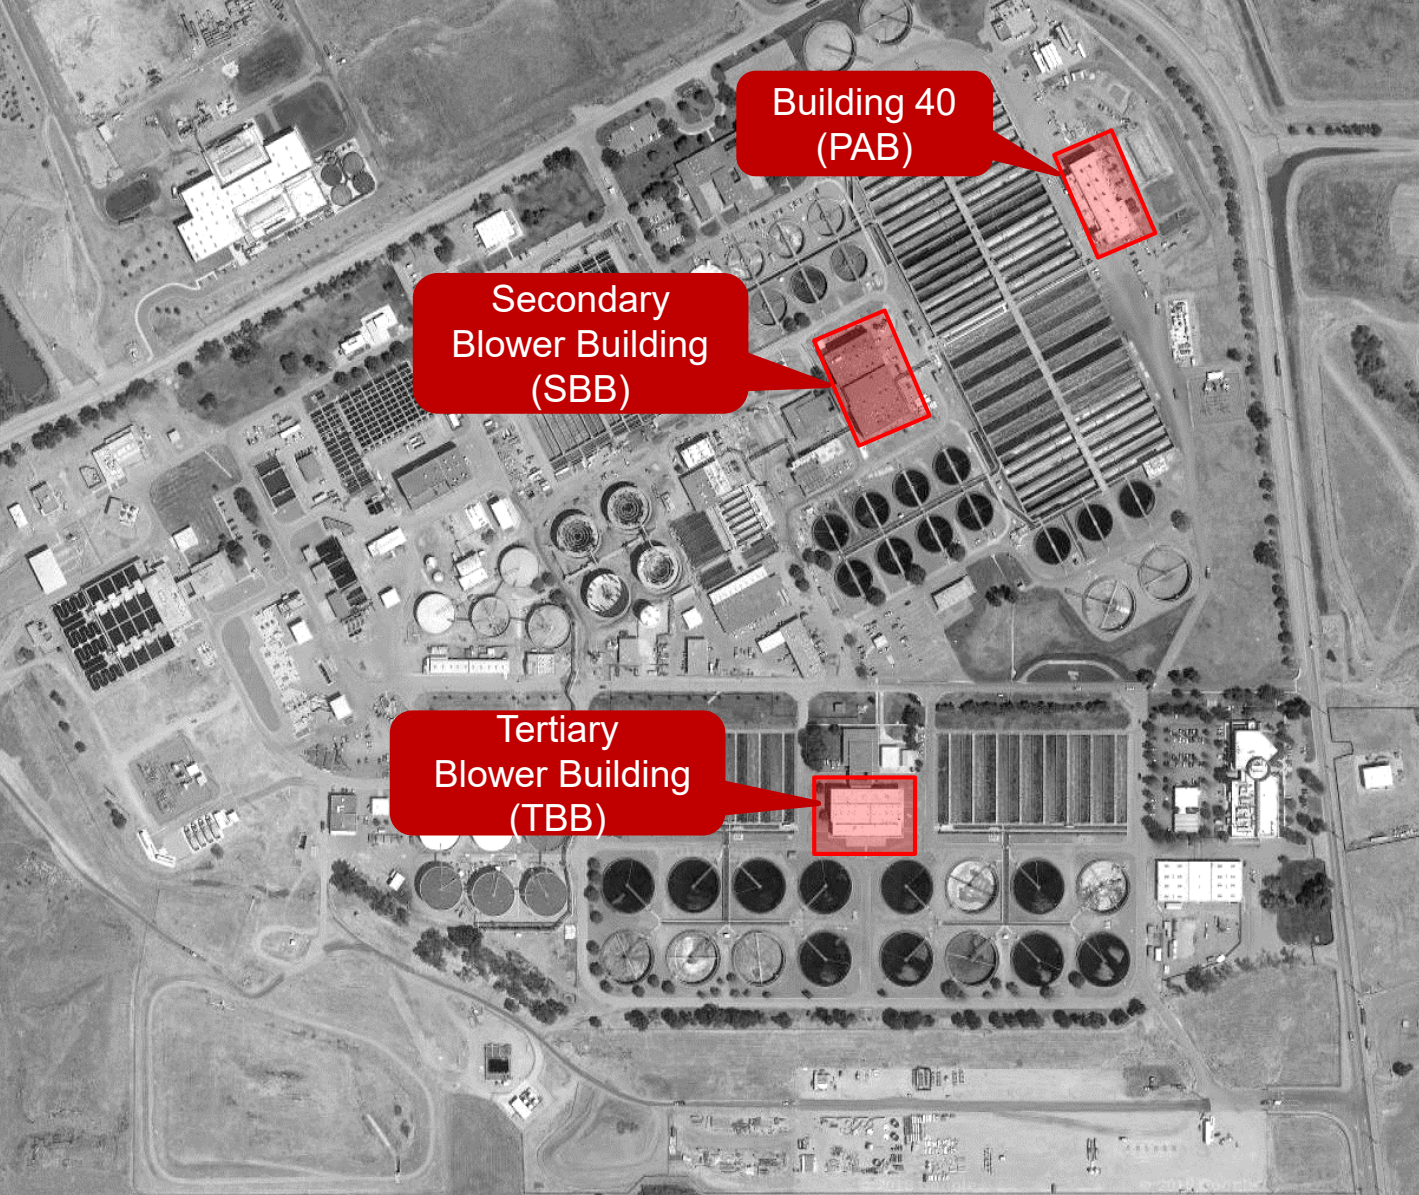 Building 40
(PAB)
Secondary
Blower Building
(SBB)
Tertiary
Blower Building
(TBB)